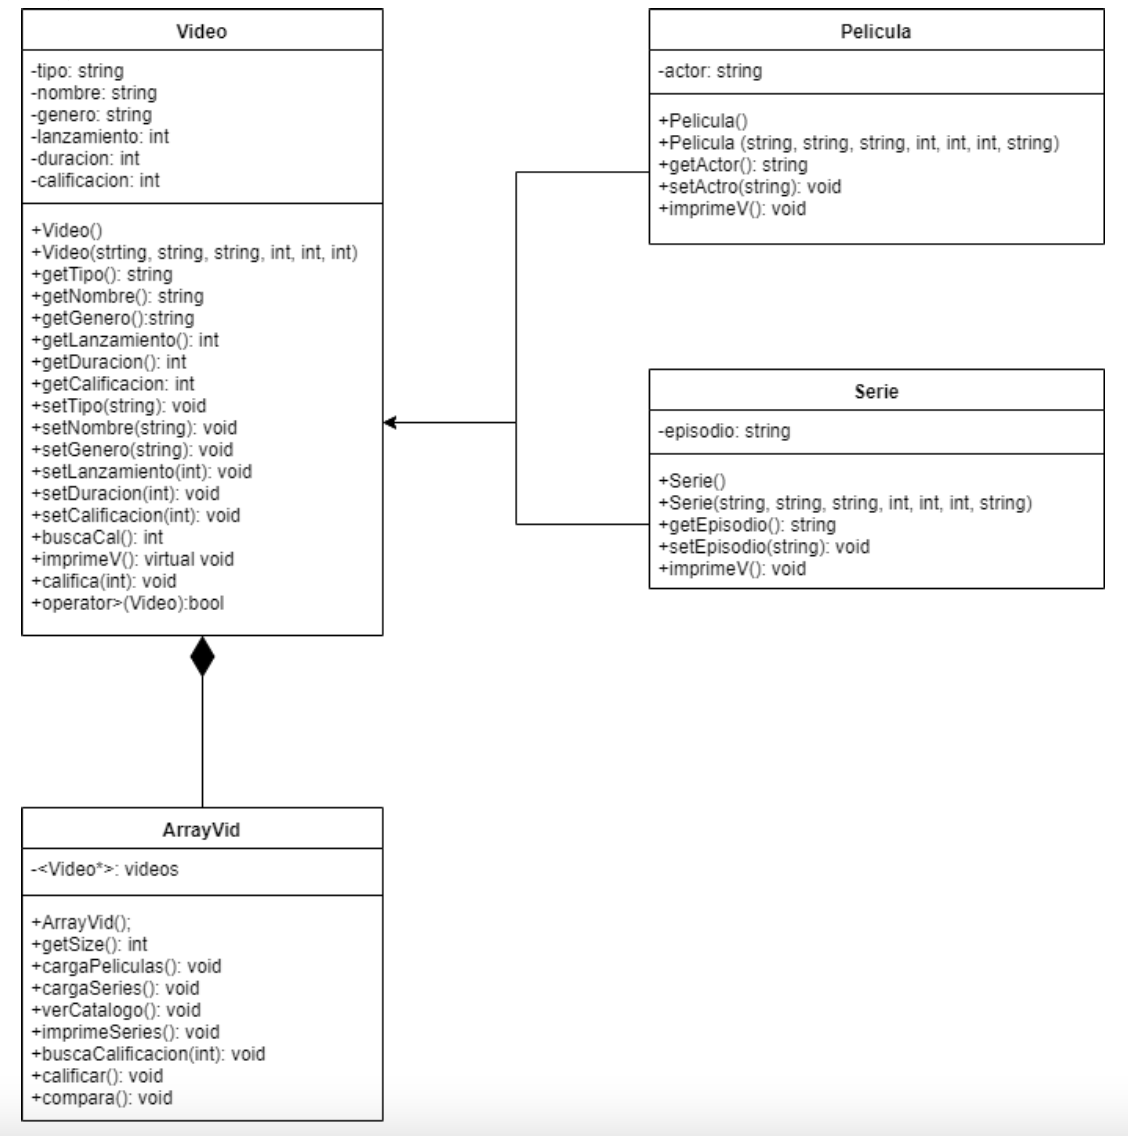 Video
-tipo: string
-nombre: string
-genero: string
-lanzamiento: int
-duracion: int
-calificacion: int
+Video()
+Video(strting, string, string, int, int, int)
+getTipo(): string
+getNombre(): string
+getGenero():string
+getLanzamiento(): int
+getDuracion(): int
+getCalificacion: int
+setTipo(string): void
+setNombre(string): void
+setGenero(string): void
+setLanzamiento(int): void
+setDuracion(int): void
+setCalificacion(int): void
+buscaCal(): int
+imprimeV(): virtual void
+califica(int): void
+operator>(Video):bool
Pelicula
-actor: string
+Pelicula()
+Pelicula (string, string, string, int, int, int, string)
+getActor(): string
+setActro(string): void
+imprimeV(): void
Serie
-episodio: string
+Serie()
+Serie(string, string, string, int, int, int, string)
+getEpisodio(): string
+setEpisodio(string): void
+imprimeV(): void
ArrayVid
-<Video*>: videos
+ArrayVid();
+getSize(): int
+cargaPeliculas(): void
+cargaSeries(): void
+verCatalogo(): void
+imprimeSeries(): void
+buscaCalificacion(int): void
+calificar(): void
+compara(): void